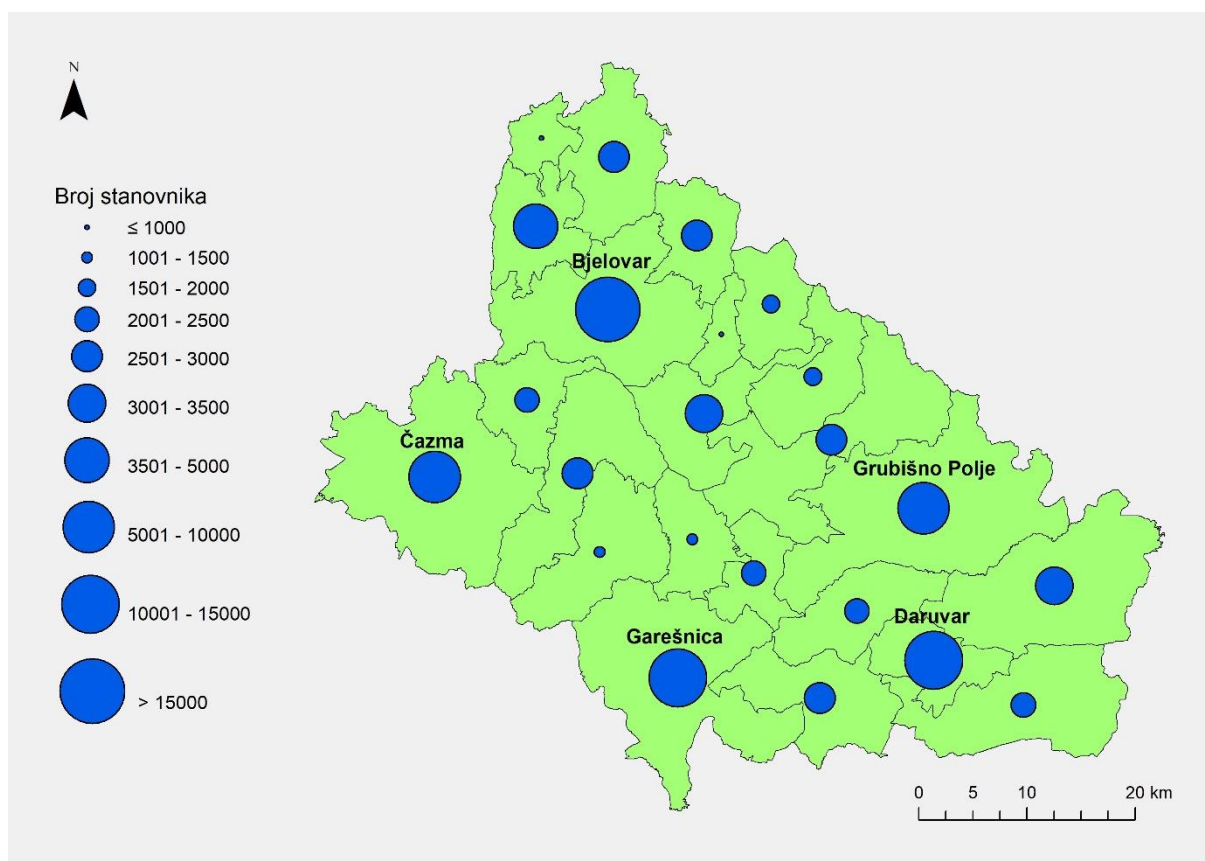 N
Broj stanovnika
≤ 1000
1001 - 1500
1501 - 2000
2001 - 2500
2501 - 3000
3001 - 3500
3501 - 5000
5001 - 10000
10001 - 15000
> 15000
Bjelovar
Čazma
Grubišno Polje
Garešnica
Daruvar
0 5 10 20 km